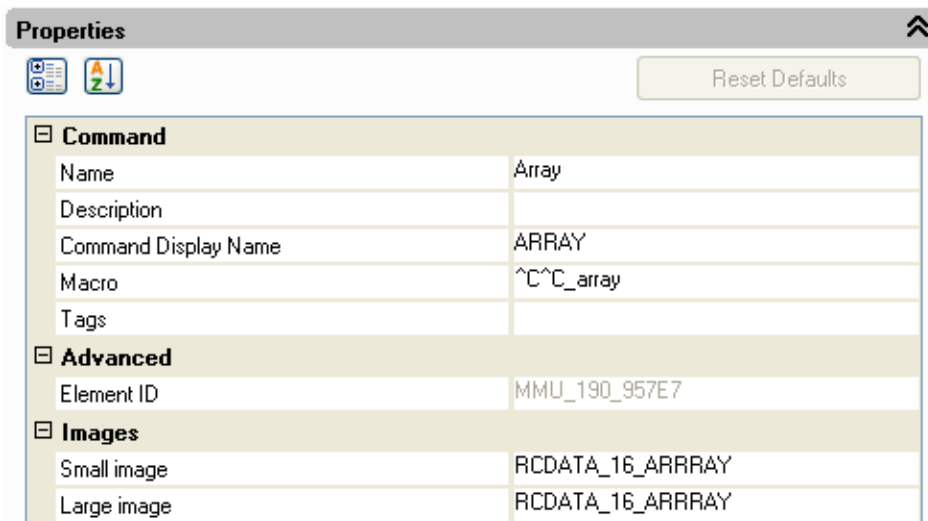 Properties
Reset Defaults
Command
Name Array
Description
Command Display Name ARRAY
Macro ^C^C_array
Tags
Advanced
Element ID MMU_190_957E7
Images
Small image RCDATA_16_ARRRAY
Large image RCDATA_16_ARRRAY